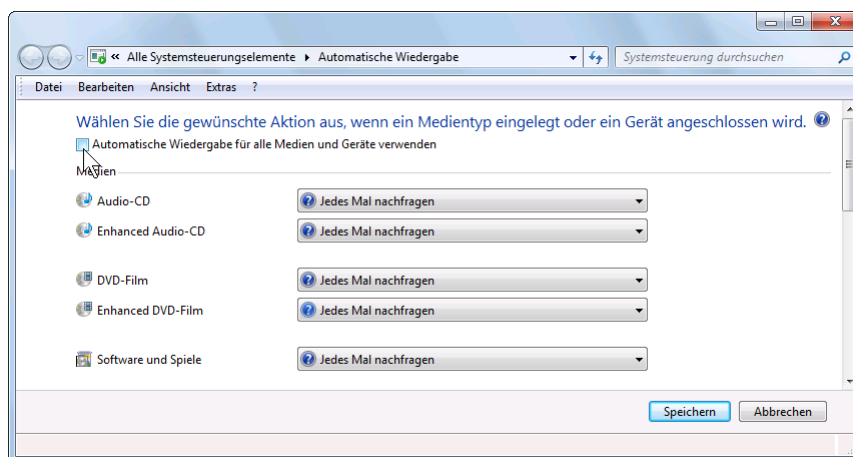 « Alle Systemsteuerungselemente Automatische Wiedergabe Systemsteuerung durchsuchen
Datei Bearbeiten Ansicht Extras ?
Wählen Sie die gewünschte Aktion aus, wenn ein Medientyp eingelegt oder ein Gerät angeschlossen wird.
Automatische Wiedergabe für alle Medien und Geräte verwenden
Medien
Audio-CD Jedes Mal nachfragen
Enhanced Audio-CD Jedes Mal nachfragen
DVD-Film Jedes Mal nachfragen
Enhanced DVD-Film Jedes Mal nachfragen
Software und Spiele Jedes Mal nachfragen
Speichern Abbrechen